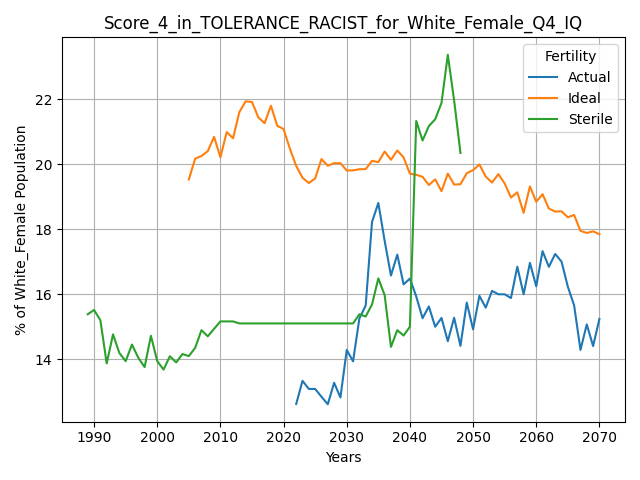 Score_4_in_TOLERANCE_RACIST_for_White_Female_Q4_IQ
Fertility
Actual
Ideal
Sterile
% of White_Female Population
22
20
18
16
14
1990 2000 2010 2020 2030 2040 2050 2060 2070
Years